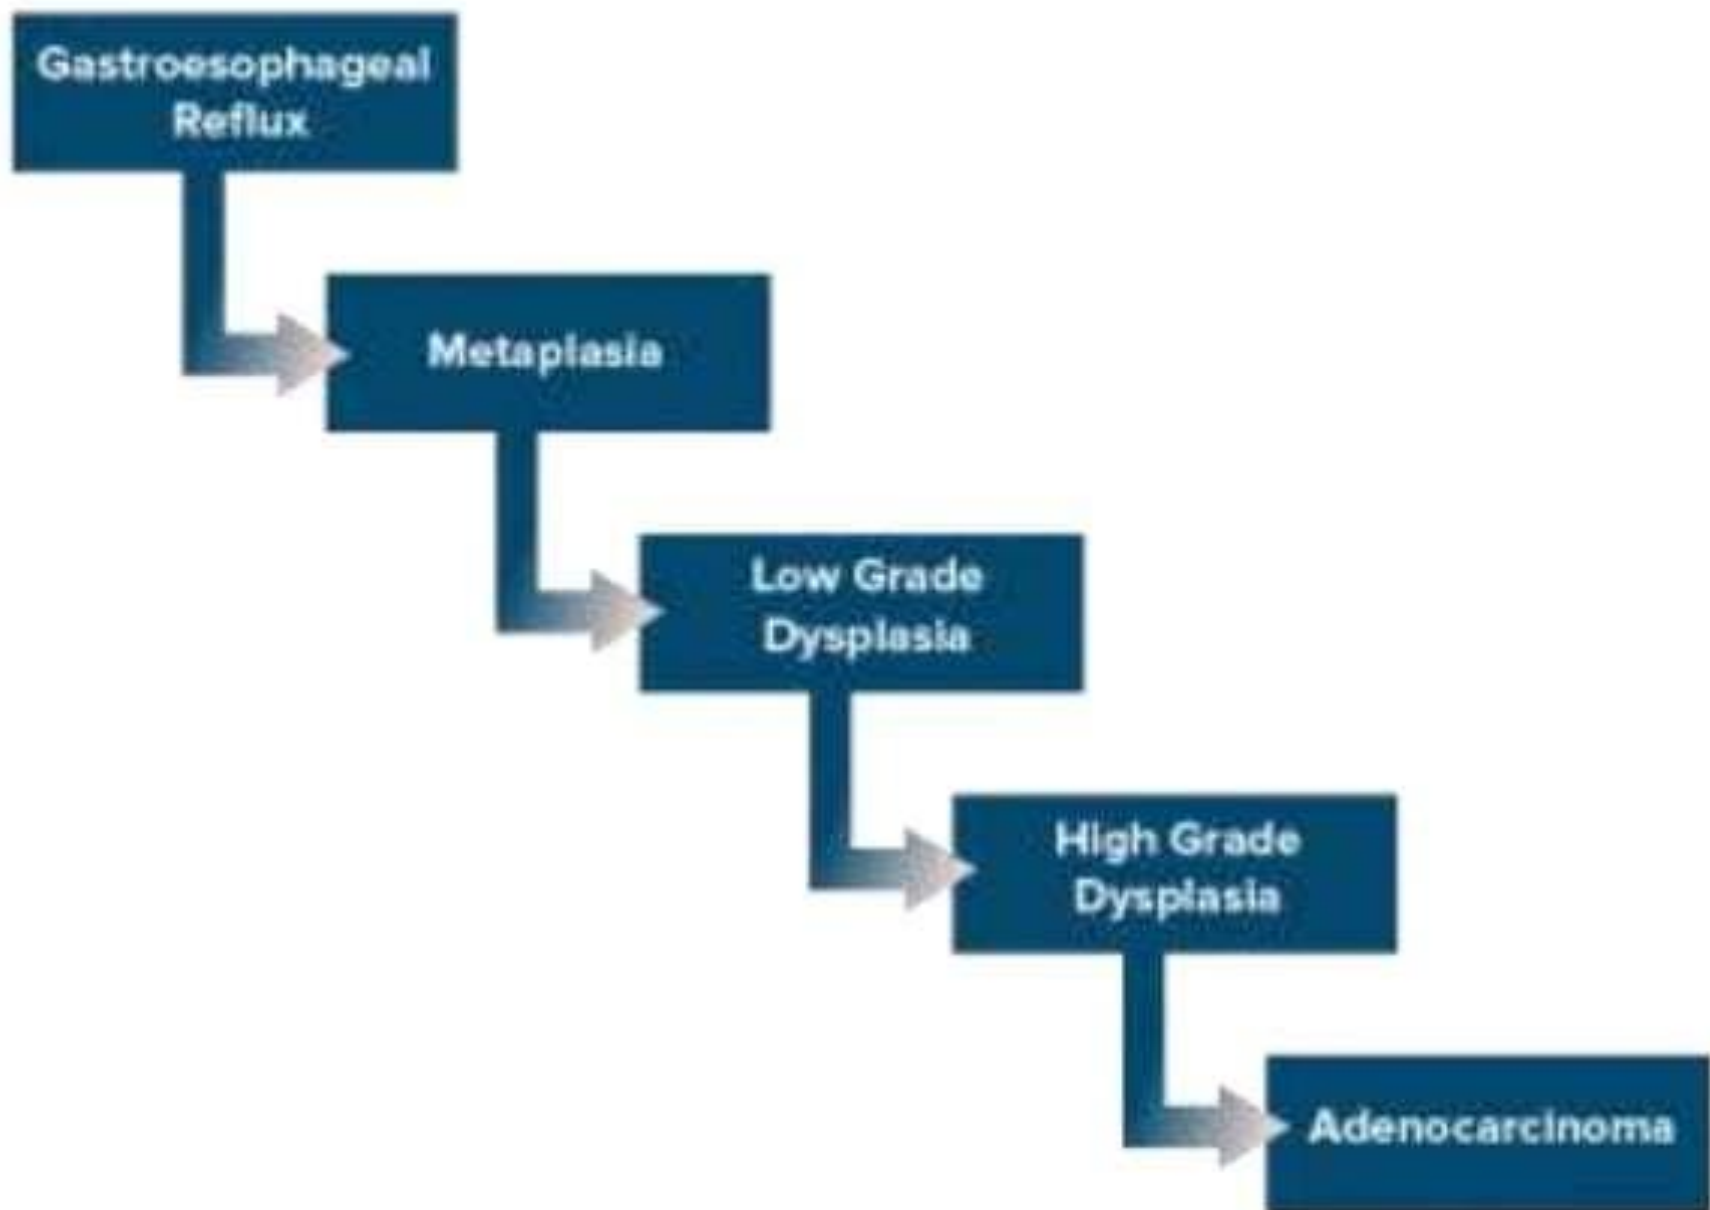 Gastroesophageal
Reflux
Metaplasia
Low Grade
Dysplasia
High Grade
Dysplasia
Adenocarcinoma